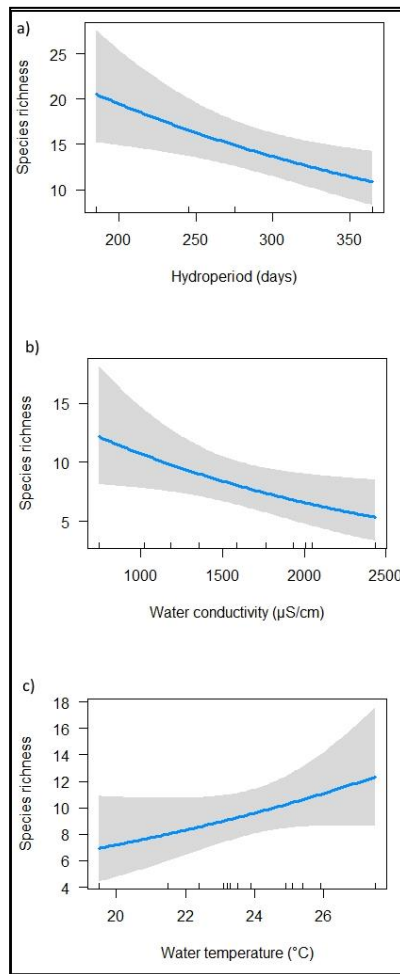 a)
Species richness
25
20
15
10
200 250 300 350
Hydroperiod (days)
b)
Species richness
15
10
5
1000 1500 2000 2500
Water conductivity (µS/cm)
c)
Species richness
18
16
14
12
10
8
6
4
20 22 24 26
Water temperature (°C)